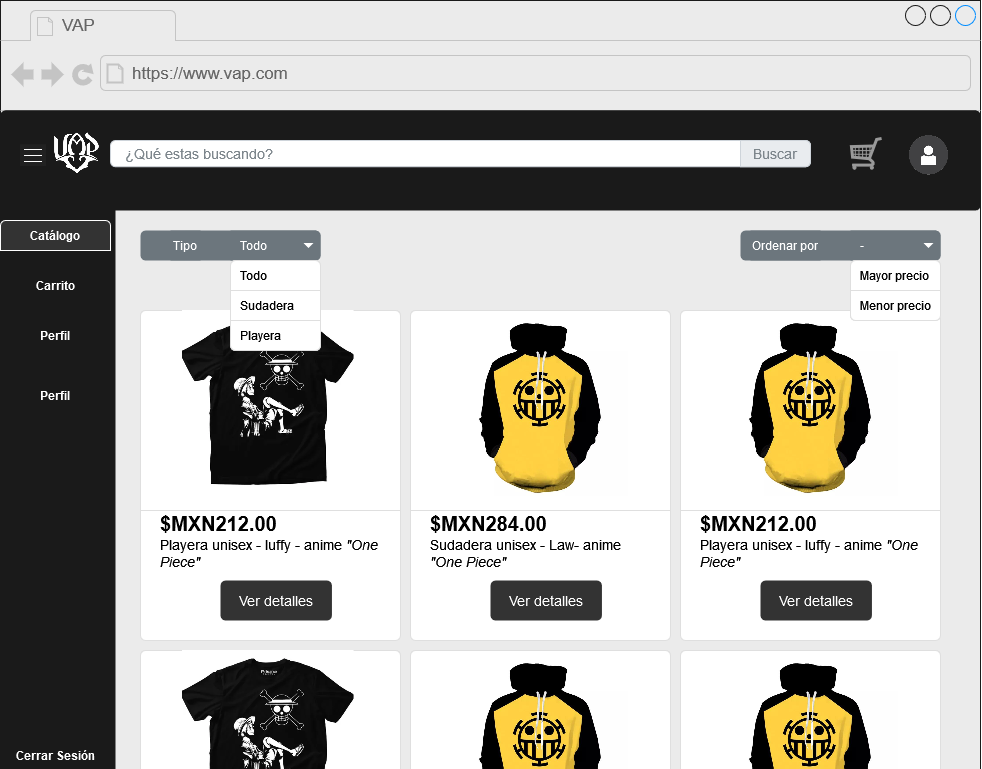 VAP
https://www.vap.com
VAP
¿Qué estas buscando?
Buscar
Catálogo
Carrito
Perfil
Perfil
Cerrar Sesión
Tipo
Todo
Todo
Sudadera
Playera
Ordenar por
-
Mayor precio
Menor precio
$MXN212.00
Playera unisex - luffy - anime "One
Piece"
Ver detalles
$MXN284.00
Sudadera unisex - Law- anime
"One Piece"
Ver detalles
$MXN212.00
Playera unisex - luffy - anime "One
Piece"
Ver detalles